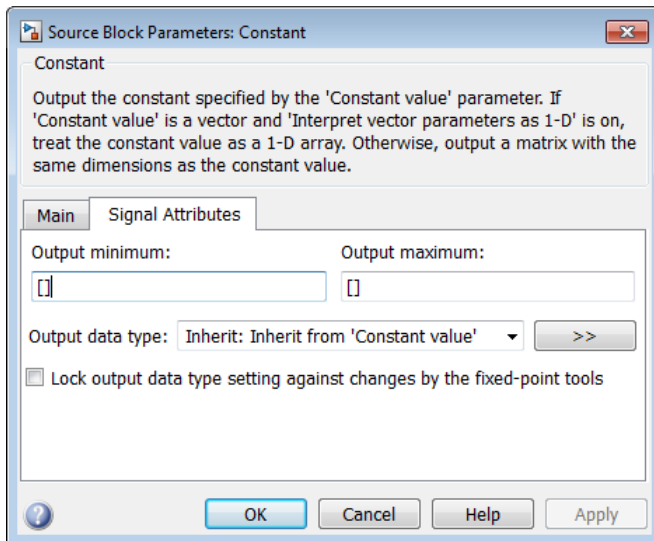 Source Block Parameters: Constant
Constant
Output the constant specified by the 'Constant value' parameter. If
'Constant value' is a vector and 'Interpret vector parameters as 1-D' is on,
treat the constant value as a 1-D array. Otherwise, output a matrix with the
same dimensions as the constant value.
Main Signal Attributes
Output minimum: Output maximum:
[] []
Output data type: Inherit: Inherit from 'Constant value' >>
Lock output data type setting against changes by the fixed-point tools
? OK Cancel Help Apply